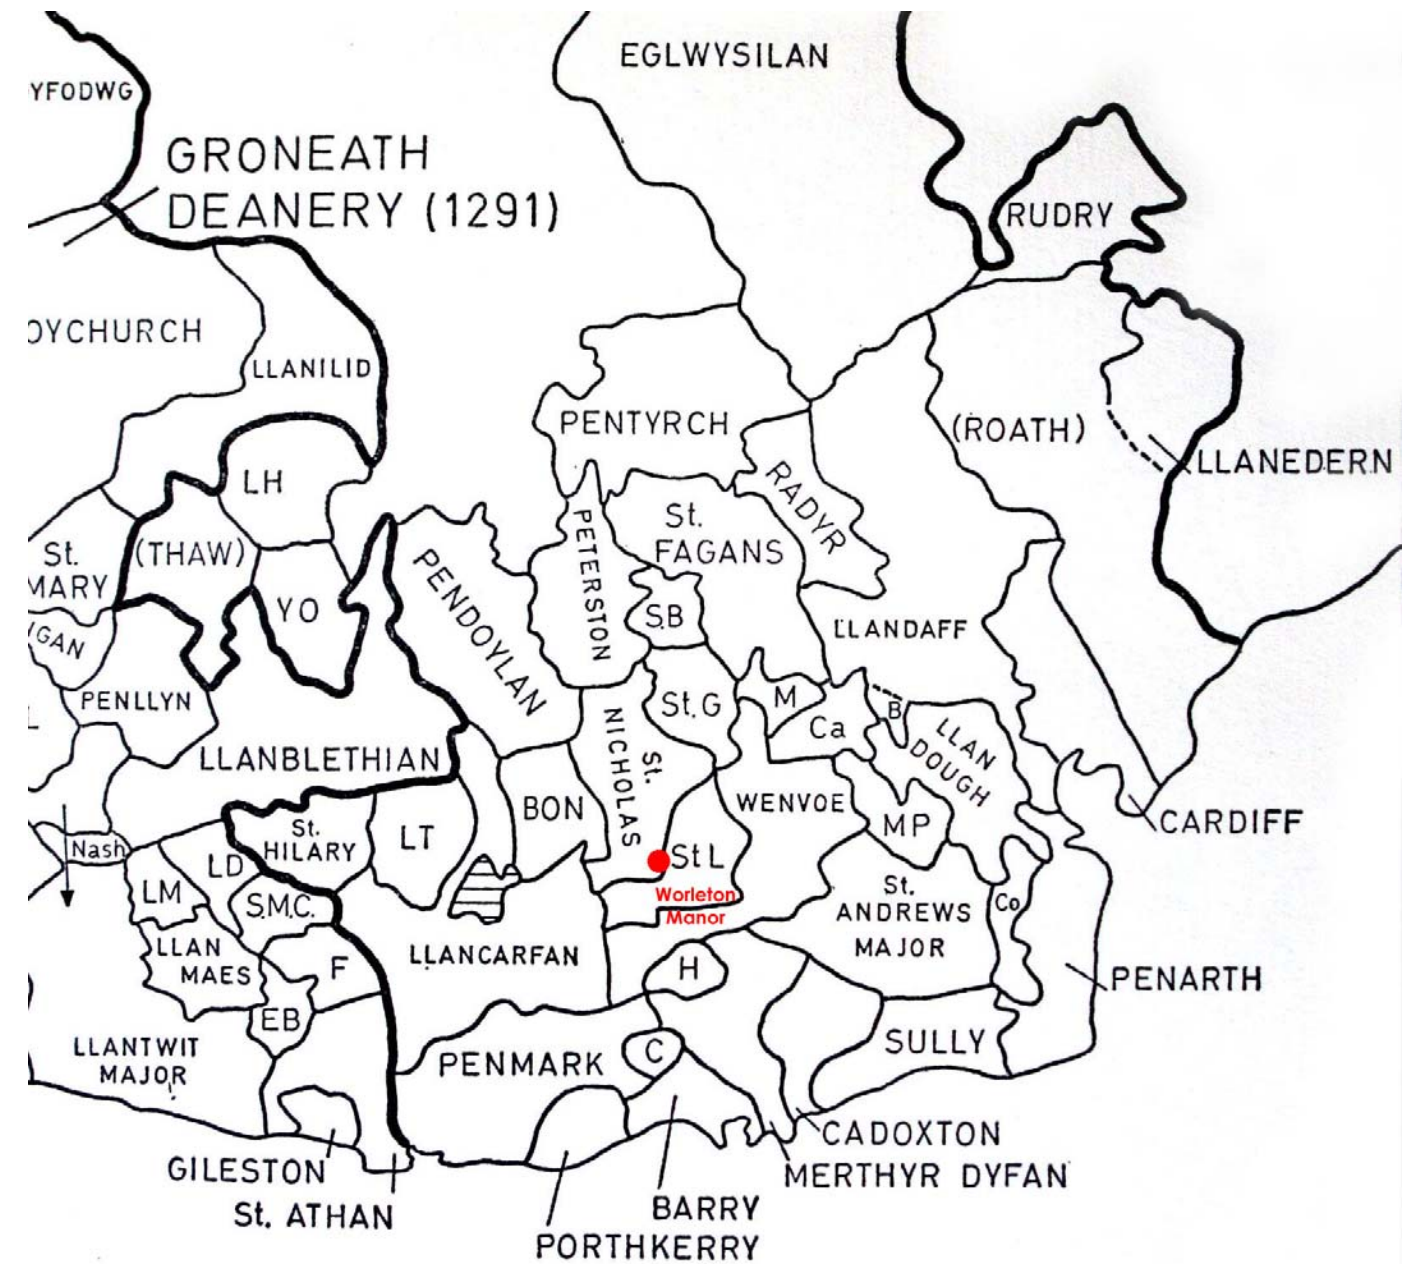 EGLWYSILAN
YFODWG
GRONEATH
DEANERY (1291)
RUDRY
OYCHURCH
LLANILID
PENTYRCH
(ROATH)
LLANEDERN
LH
RADYR
St.
FAGANS
(THAW)
St.
MARY
PETERSTON
PENDOYLAN
YO
S.B
LLANDAFF
GAN
PENLLYN
L
St. G
M
Ca
B
LLAN
DOUGH
St.
NICHOLAS
LLANBLETHIAN
BON
WENVOE
MP
CARDIFF
Nash
St.
HILARY
LT
LD
St L
Worleton
Manor
LM
S.M.C.
St.
ANDREWS
MAJOR
Co
LLAN
MAES
F
LLANCARFAN
H
PENARTH
EB
LLANTWIT
MAJOR
PENMARK
C
SULLY
CADOXTON
MERTHYR DYFAN
GILESTON
St. ATHAN
BARRY
PORTHKERRY